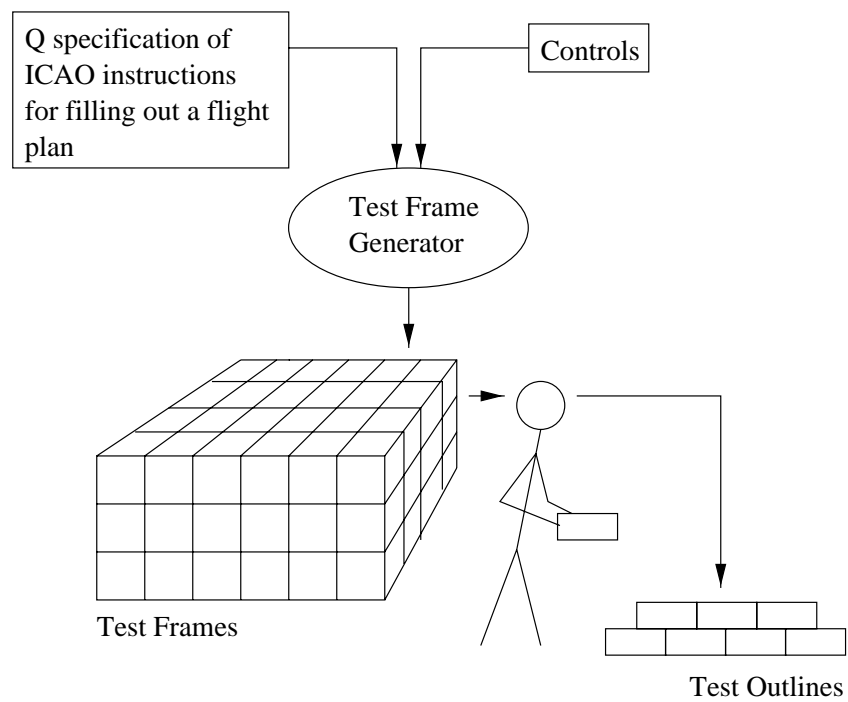 Q specification of
ICAO instructions
for filling out a flight
plan
Controls
Test Frame
Generator
Test Frames
Test Outlines